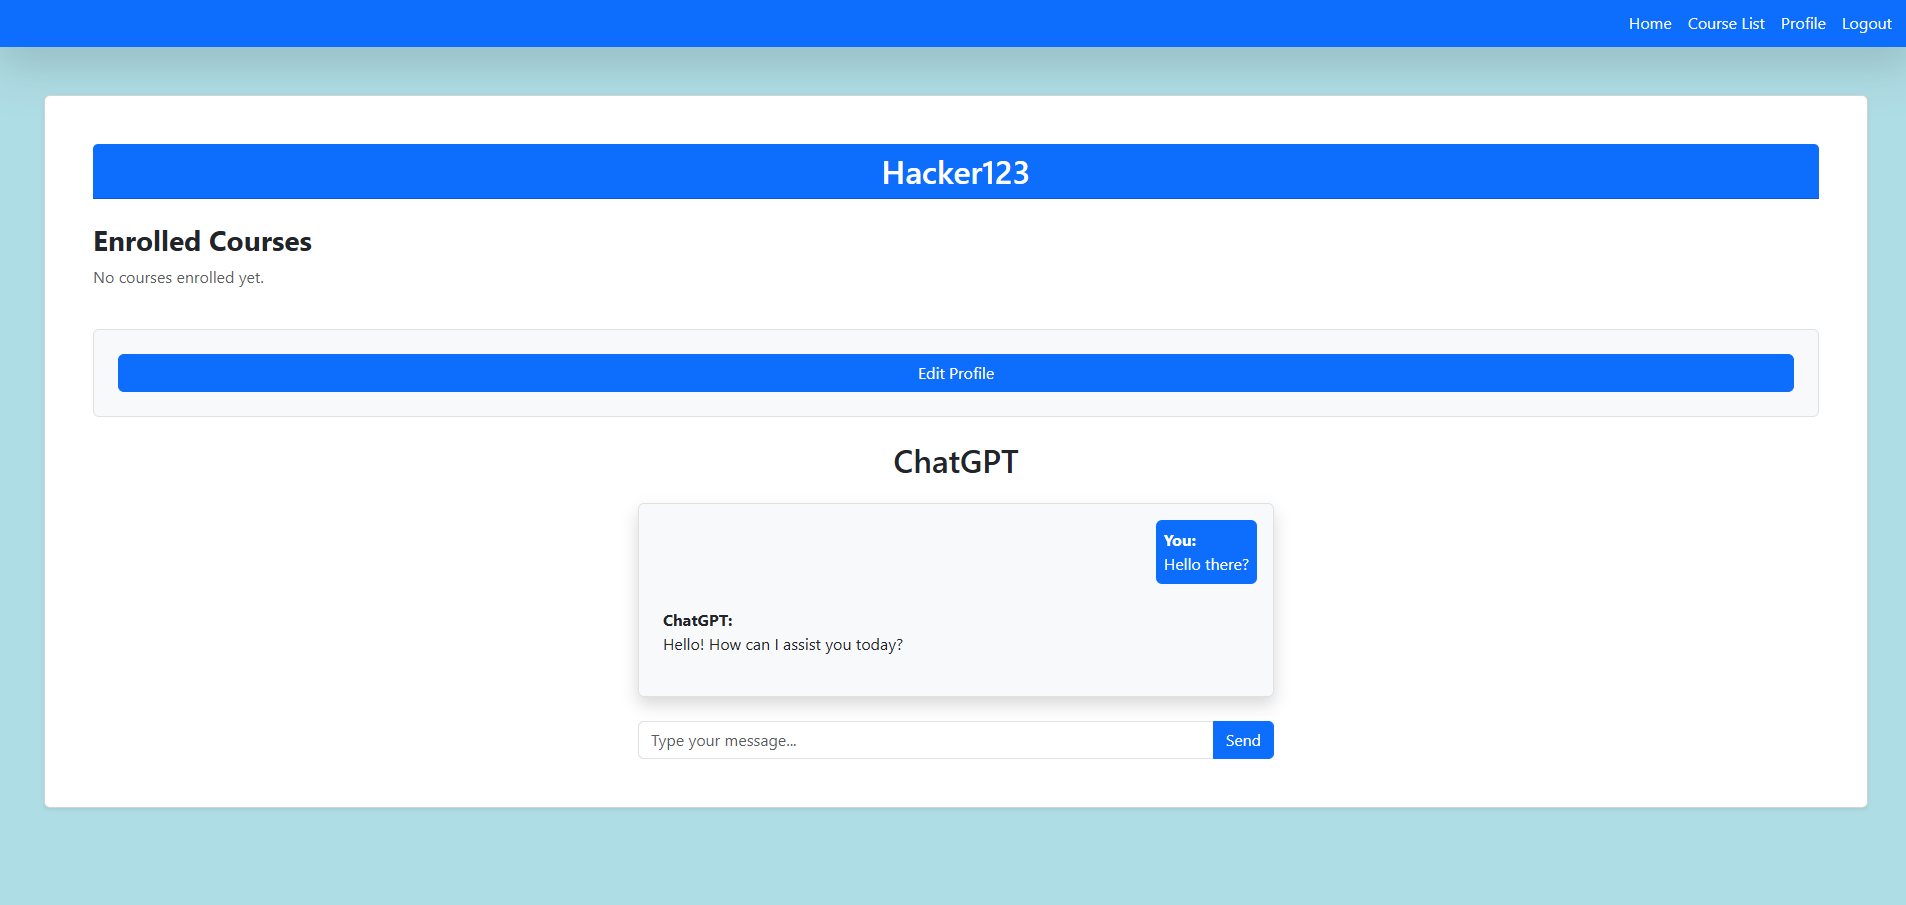 Home Course List Profile Logout
Hacker123
Enrolled Courses
No courses enrolled yet.
Edit Profile
ChatGPT
You:
Hello there?
ChatGPT:
Hello! How can I assist you today?
Type your message... Send